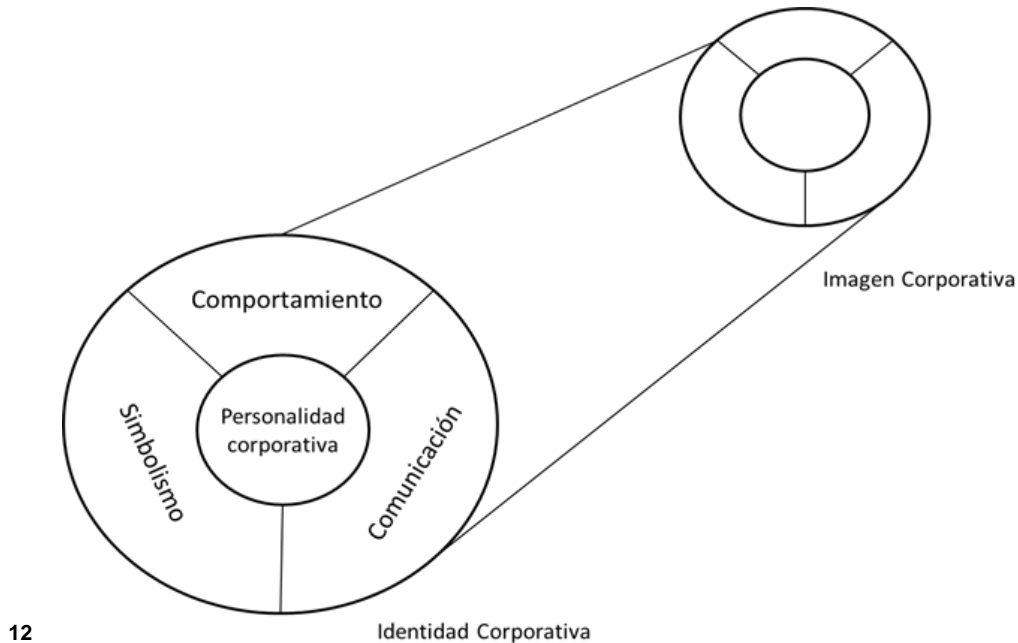 Imagen Corporativa
Comportamiento
Simbolismo
Personalidad
corporativa
Comunicación
12
Identidad Corporativa